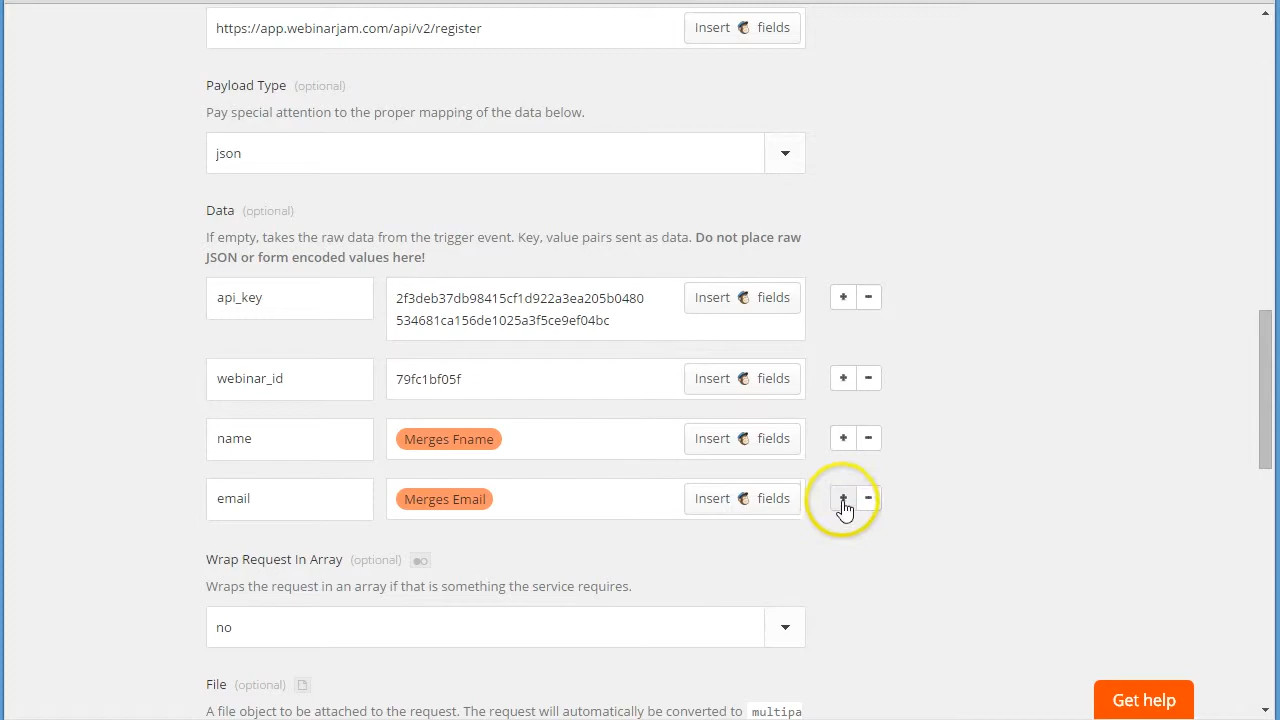 https://app.webinarjam.com/api/v2/register
Insert fields
Payload Type (optional)
Pay special attention to the proper mapping of the data below.
json
Data (optional)
If empty, takes the raw data from the trigger event. Key, value pairs sent as data. Do not place raw
JSON or form encoded values here!
api_key
2f3deb37db98415cf1d922a3ea205b0480
534681ca156de1025a3f5ce9ef04bc
Insert fields
webinar_id
79fc1bf05f
Insert fields
name
Merges Fname
Insert fields
email
Merges Email
Insert fields
Wrap Request In Array (optional)
Wraps the request in an array if that is something the service requires.
no
File (optional)
A file object to be attached to the request, the request will automatically be converted to multipa
Get help